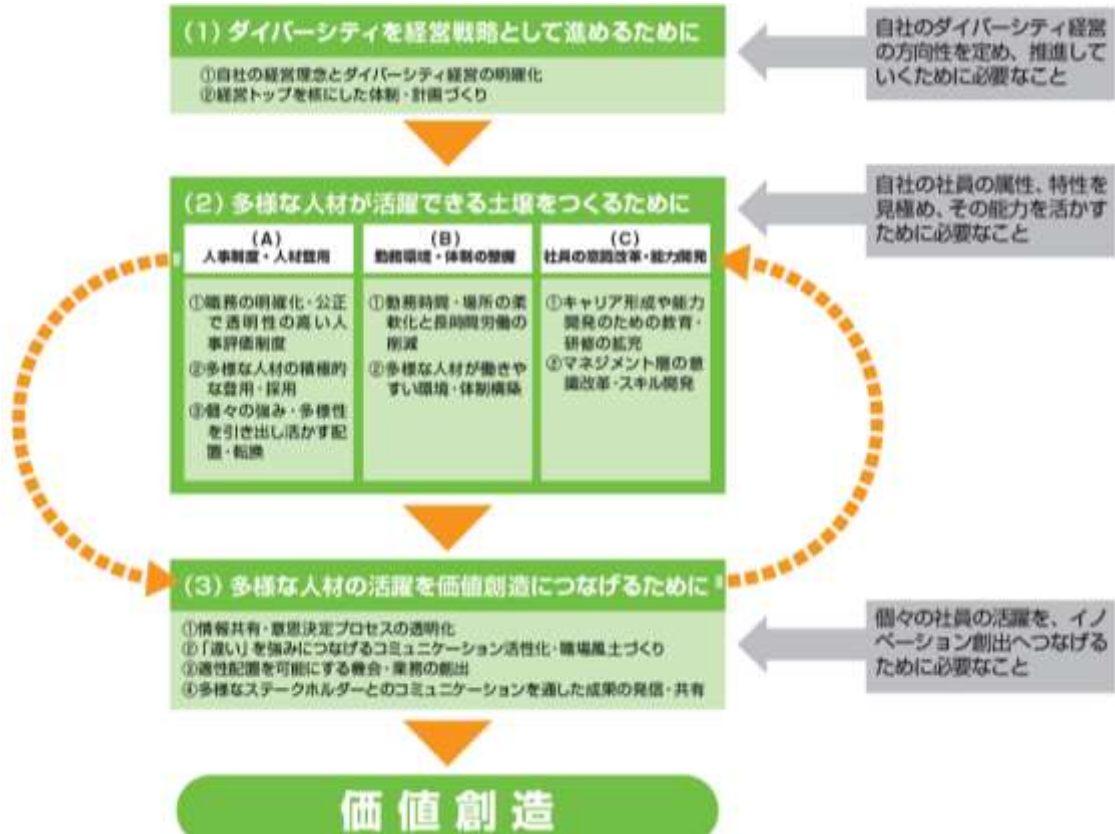 (1)ダイバーシティを経営戦略として進めるために
①自社の経営理念とダイバーシティ経営の明確化
②経営トップを核にした体制・計画づくり
自社のダイバーシティ経営
の方向性を定め、推進して
いくために必要なこと
(2)多様な人材が活躍できる土壌をつくるために
自社の社員の属性、特性を
見極め、その能力を活かす
ために必要なこと
(A)
人事制度・人材登用
①職務の明確化・公正
で透明性の高い人
事評価制度
②多様な人材の積極的
な登用・採用
③個々の強み・多様性
を引き出し活かす配
置・転換
(B)
勤務環境・体制の整備
①勤務時間・場所の柔
軟化と長時間労働の
削減
②多様な人材が働きや
すい環境・体制構築
(C)
社員の意識改革・能力開発
①キャリア形成や能力
開発のための教育・
研修の拡充
②マネジメント層の意
識改革・スキル開発
(3)多様な人材の活躍を価値創造につなげるために
①情報共有・意思決定プロセスの透明化
②「違い」を強みにつなげるコミュニケーション活性化・職場風土づくり
③適性配置を可能にする機会・業務の創出
④多様なステークホルダーとのコミュニケーションを通した成果の発信・共有
個々の社員の活躍を、イノ
ベーション創出へつなげる
ために必要なこと
価値創造